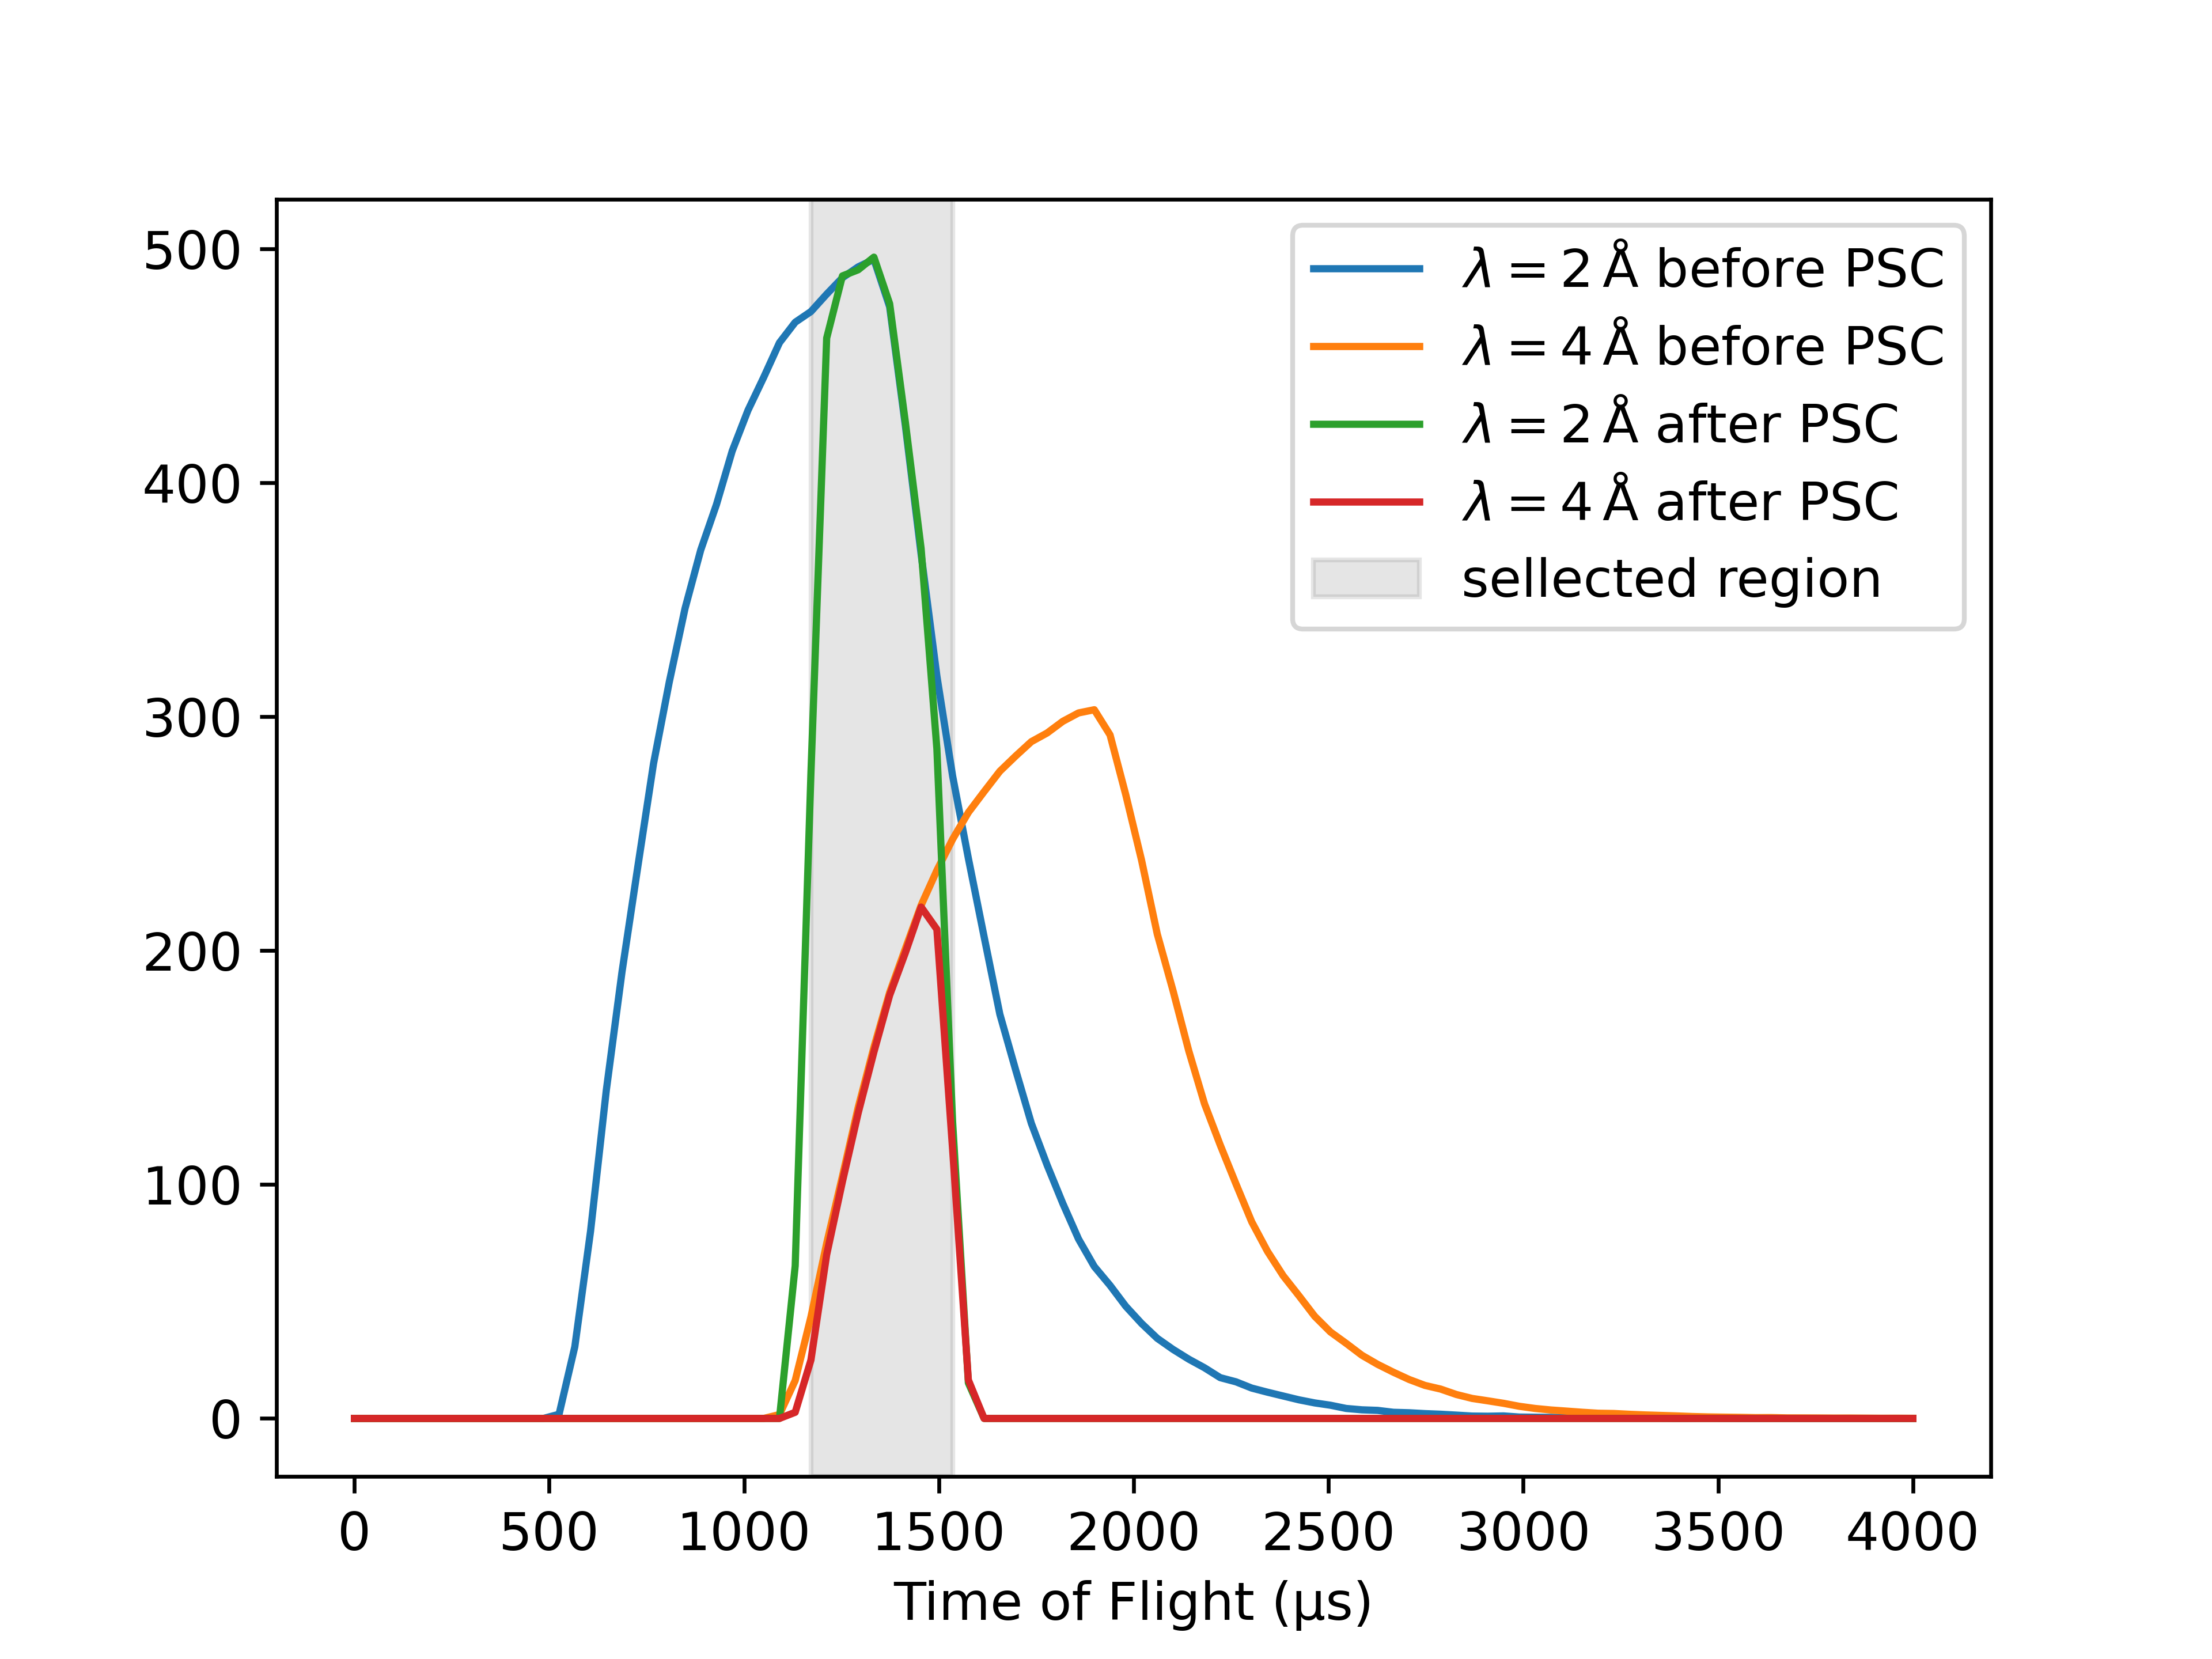 500
400
300
200
100
0
λ = 2 Å before PSC
λ = 4 Å before PSC
λ = 2 Å after PSC
λ = 4 Å after PSC
sellected region
0 500 1000 1500 2000 2500 3000 3500 4000
Time of Flight (µs)